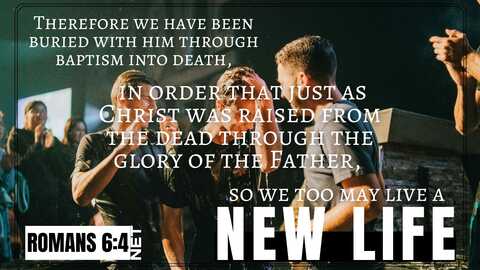 Therefore we have been
buried with him through
baptism into death,
in order that just as
Christ was raised from
the dead through the
glory of the Father,
so we too may live a
NEW LIFE
ROMANS 6:4
NET